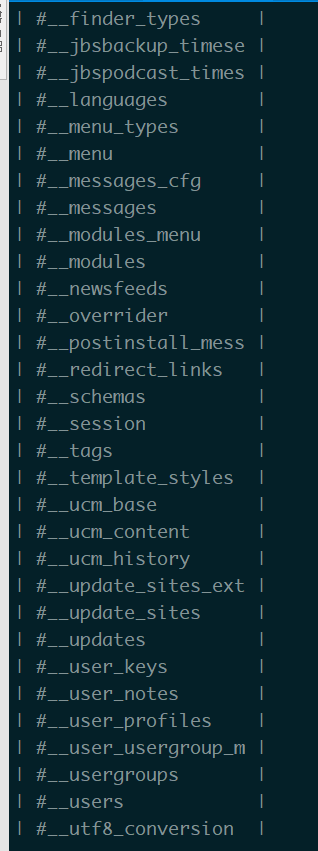 | #__finder_types |
| #__jbsbackup_timese
| #__jbspodcast_times
| #__languages |
| #__menu_types |
| #__menu |
| #__messages_cfg |
| #__messages |
| #__modules_menu |
| #__modules |
| #__newsfeeds |
| #__overrider |
| #__postinstall_mess |
| #__redirect_links |
| #__schemas |
| #__session |
| #__tags |
| #__template_styles |
| #__ucm_base |
| #__ucm_content |
| #__ucm_history |
| #__update_sites_ext |
| #__update_sites |
| #__updates |
| #__user_keys |
| #__user_notes |
| #__user_profiles |
| #__user_usergroup_m |
| #__usergroups |
| #__users |
| #__utf8_conversion |